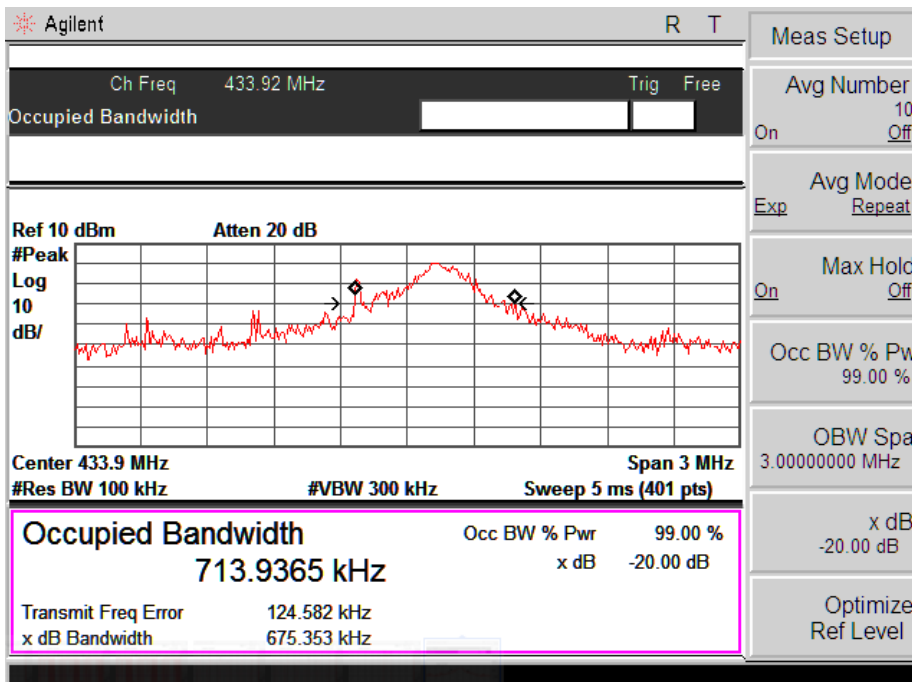 Agilent R T
Ch Freq 433.92 MHz Trig Free
Occupied Bandwidth
Ref 10 dBm Atten 20 dB
#Peak
Log
10
dB/
Center 433.9 MHz Span 3 MHz
#Res BW 100 kHz #VBW 300 kHz Sweep 5 ms (401 pts)
Occupied Bandwidth Occ BW % Pwr 99.00 %
713.9365 kHz x dB -20.00 dB
Transmit Freq Error 124.582 kHz
x dB Bandwidth 675.353 kHz
Meas Setup
Avg Number
10
On Off
Avg Mode
Exp Repeat
Max Hold
On Off
Occ BW % Pw
99.00 %
OBW Spa
3.00000000 MHz
x dB
-20.00 dB
Optimize
Ref Level